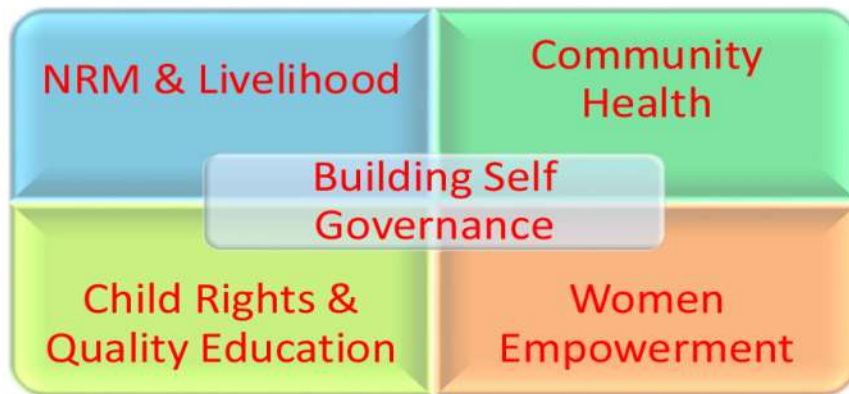 NRM & Livelihood
Community
Health
Building Self
Governance
Child Rights &
Quality Education
Women
Empowerment